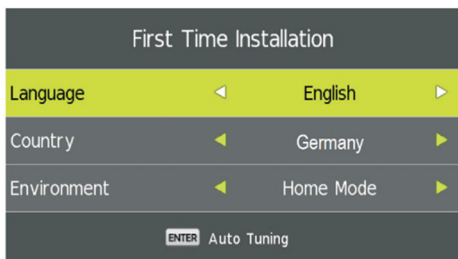 First Time Installation
Language English
Country Germany
Environment Home Mode
ENTER Auto Tuning